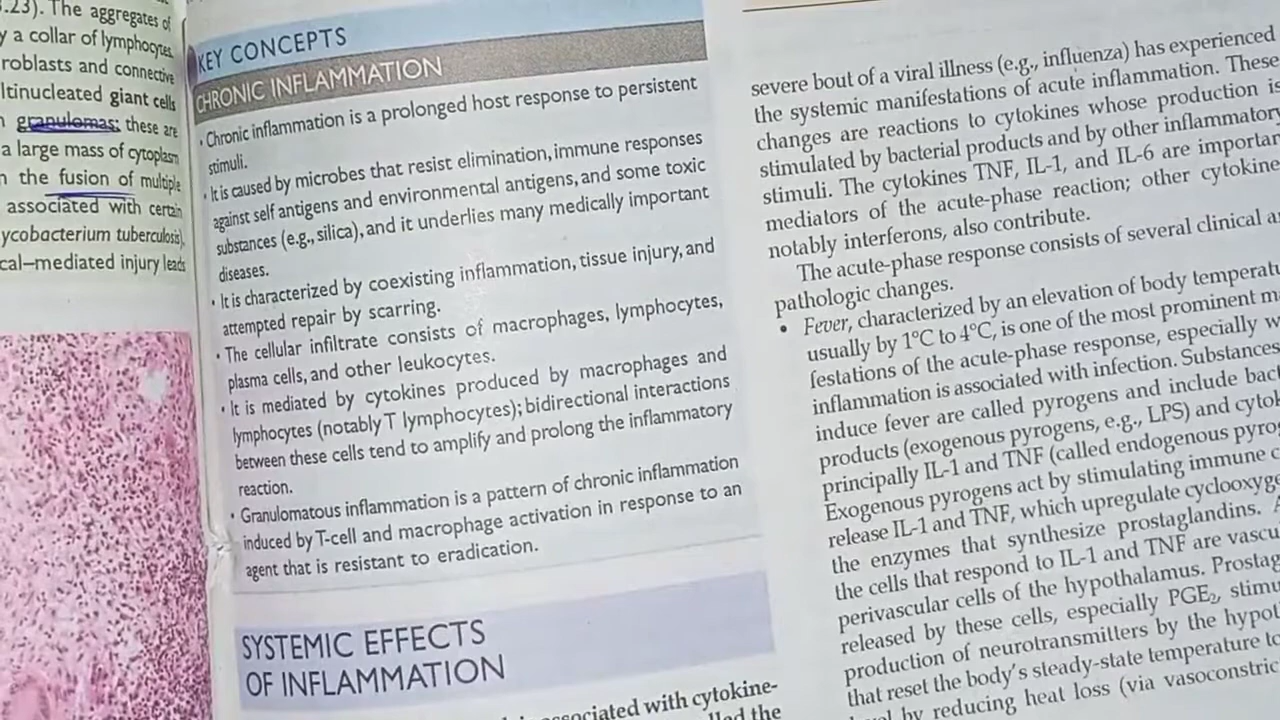 .23). The aggregates of
y a collar of lymphocytes,
roblasts and connective
ltinucleated giant cells
granulomas; these are
a large mass of cytoplasm
n the fusion of multiple
associated with certain
ycobacterium tuberculosis),
cal–mediated injury leads
KEY CONCEPTS
CHRONIC INFLAMMATION
• Chronic inflammation is a prolonged host response to persistent
stimuli.
• It is caused by microbes that resist elimination, immune responses
against self antigens and environmental antigens, and some toxic
substances (e.g., silica), and it underlies many medically important
diseases.
• It is characterized by coexisting inflammation, tissue injury, and
attempted repair by scarring.
• The cellular infiltrate consists of macrophages, lymphocytes,
plasma cells, and other leukocytes.
• It is mediated by cytokines produced by macrophages and
lymphocytes (notably T lymphocytes); bidirectional interactions
between these cells tend to amplify and prolong the inflammatory
reaction.
• Granulomatous inflammation is a pattern of chronic inflammation
induced by T-cell and macrophage activation in response to an
agent that is resistant to eradication.
SYSTEMIC EFFECTS
OF INFLAMMATION
associated with cytokine-
the
severe bout of a viral illness (e.g., influenza) has experienced
the systemic manifestations of acute inflammation. These
changes are reactions to cytokines whose production is
stimulated by bacterial products and by other inflammatory
stimuli. The cytokines TNF, IL-1, and IL-6 are importan
mediators of the acute-phase reaction; other cytokine
notably interferons, also contribute.
The acute-phase response consists of several clinical a
pathologic changes.
• Fever, characterized by an elevation of body temperatu
usually by 1°C to 4°C, is one of the most prominent m
festations of the acute-phase response, especially w
inflammation is associated with infection. Substances
induce fever are called pyrogens and include bact
products (exogenous pyrogens, e.g., LPS) and cytok
principally IL-1 and TNF (called endogenous pyrog
Exogenous pyrogens act by stimulating immune c
release IL-1 and TNF, which upregulate cyclooxyge
the enzymes that synthesize prostaglandins.
the cells that respond to IL-1 and TNF are vascu
perivascular cells of the hypothalamus. Prostag
released by these cells, especially PGE₂, stimu
production of neurotransmitters by the hypot
that reset the body's steady-state temperature to
by reducing heat loss (via vasoconstric